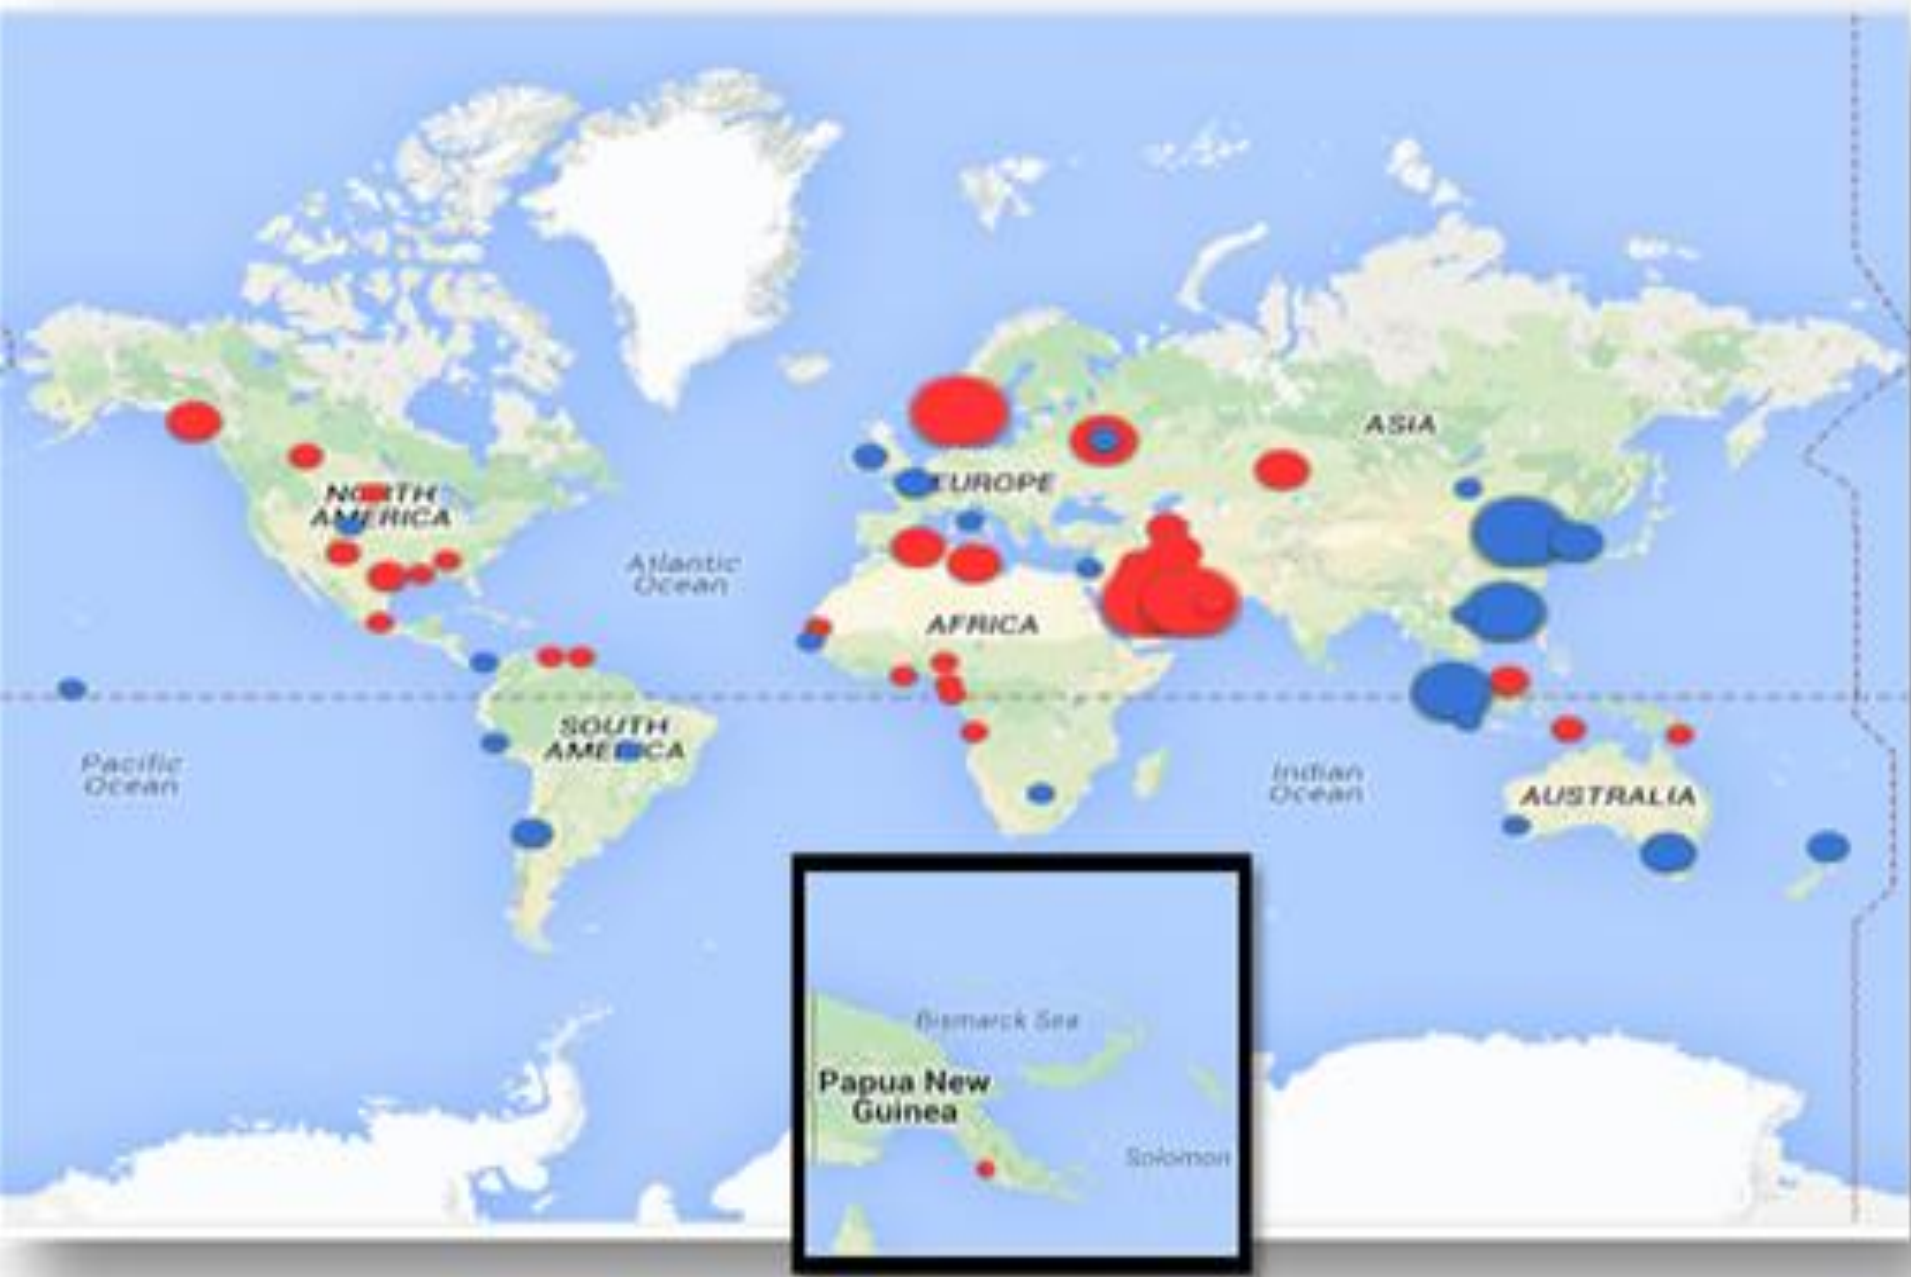 ASIA
NORTH
AMERICA
EUROPE
Atlantic
Ocean
AFRICA
SOUTH
AMERICA
Pacific
Ocean
Indian
Ocean
AUSTRALIA
Bismarck Sea
Papua New
Guinea
Solomon